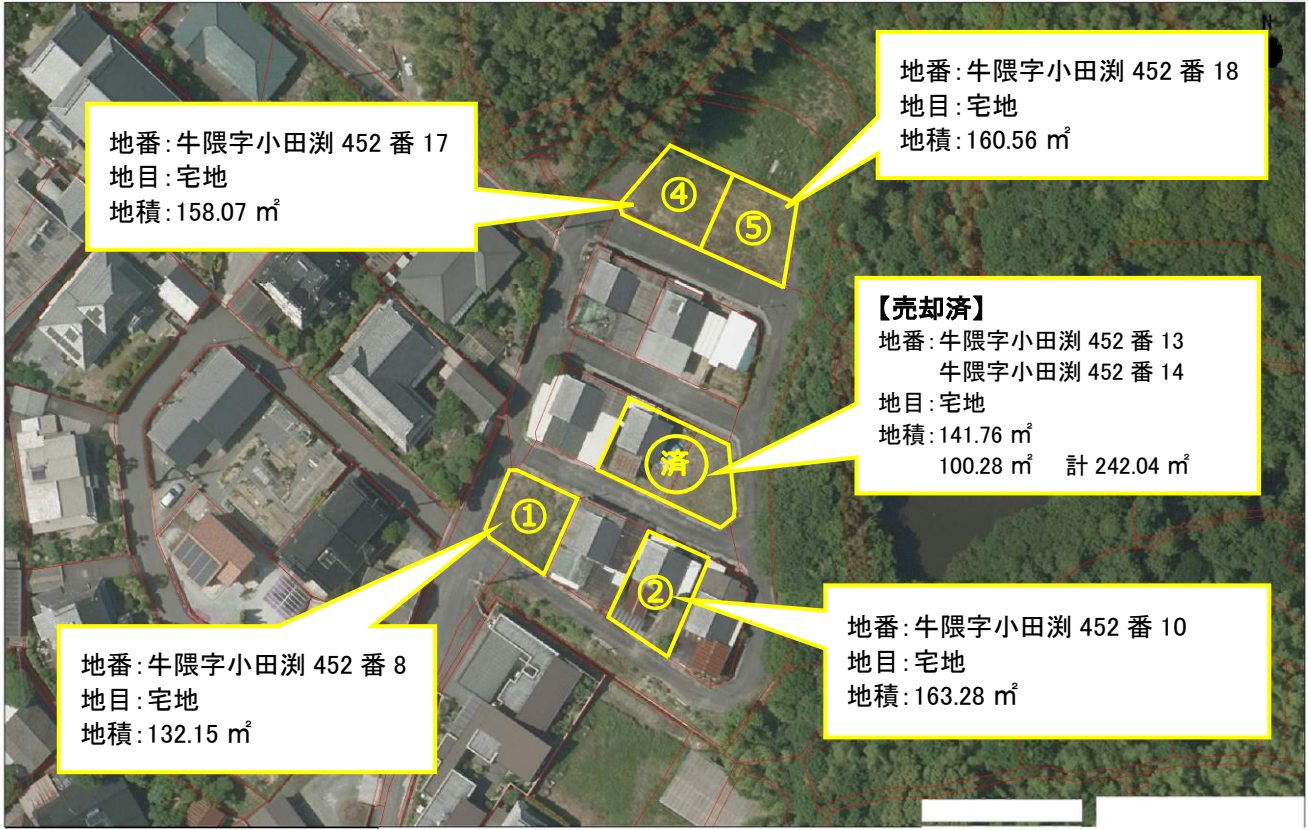 N
地番:牛隈字小田渕 452 番 18
地目:宅地
地積:160.56 ㎡
地番:牛隈字小田渕 452 番 17
地目:宅地
地積:158.07 ㎡
④
⑤
【売却済】
地番:牛隈字小田渕 452 番 13
牛隈字小田渕 452 番 14
地目:宅地
地積:141.76 ㎡
100.28 ㎡ 計 242.04 ㎡
済
①
②
地番:牛隈字小田渕 452 番 10
地目:宅地
地積:163.28 ㎡
地番:牛隈字小田渕 452 番 8
地目:宅地
地積:132.15 ㎡